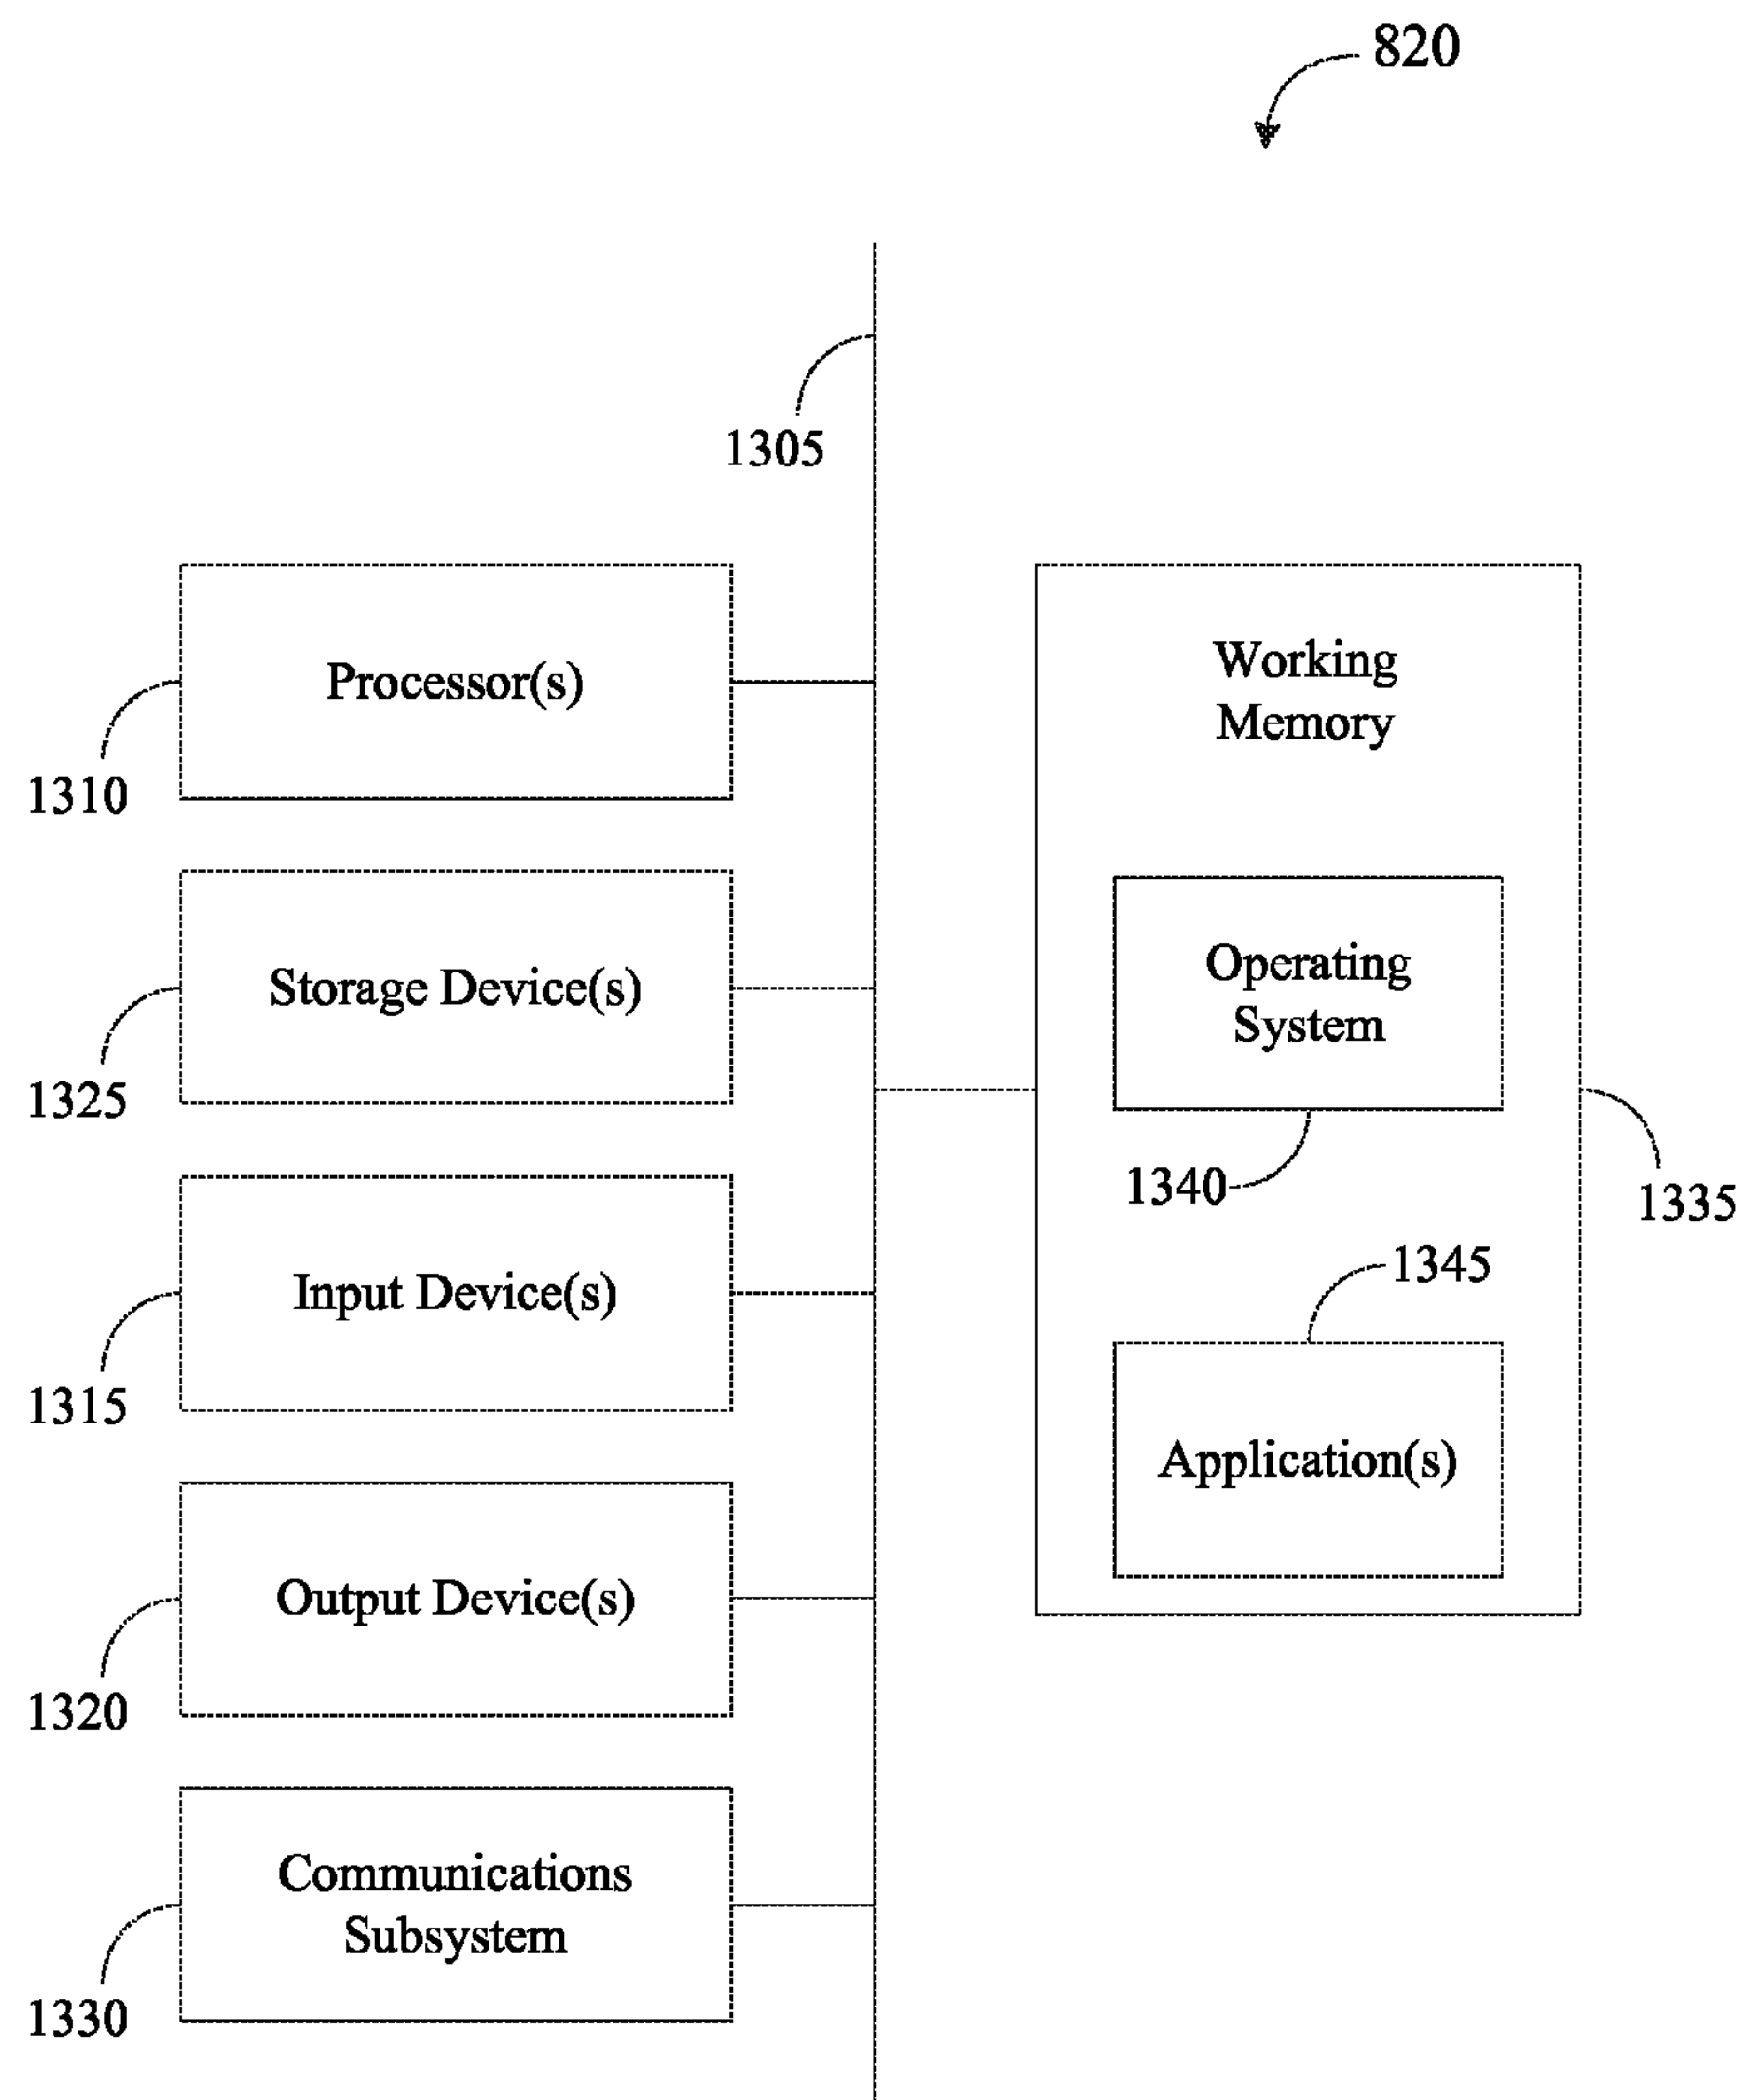 820
1305
Processor(s)
1310
Storage Device(s)
1325
Input Device(s)
1315
Output Device(s)
1320
Communications
Subsystem
1330
Working
Memory
Operating
System
1340
1335
1345
Application(s)